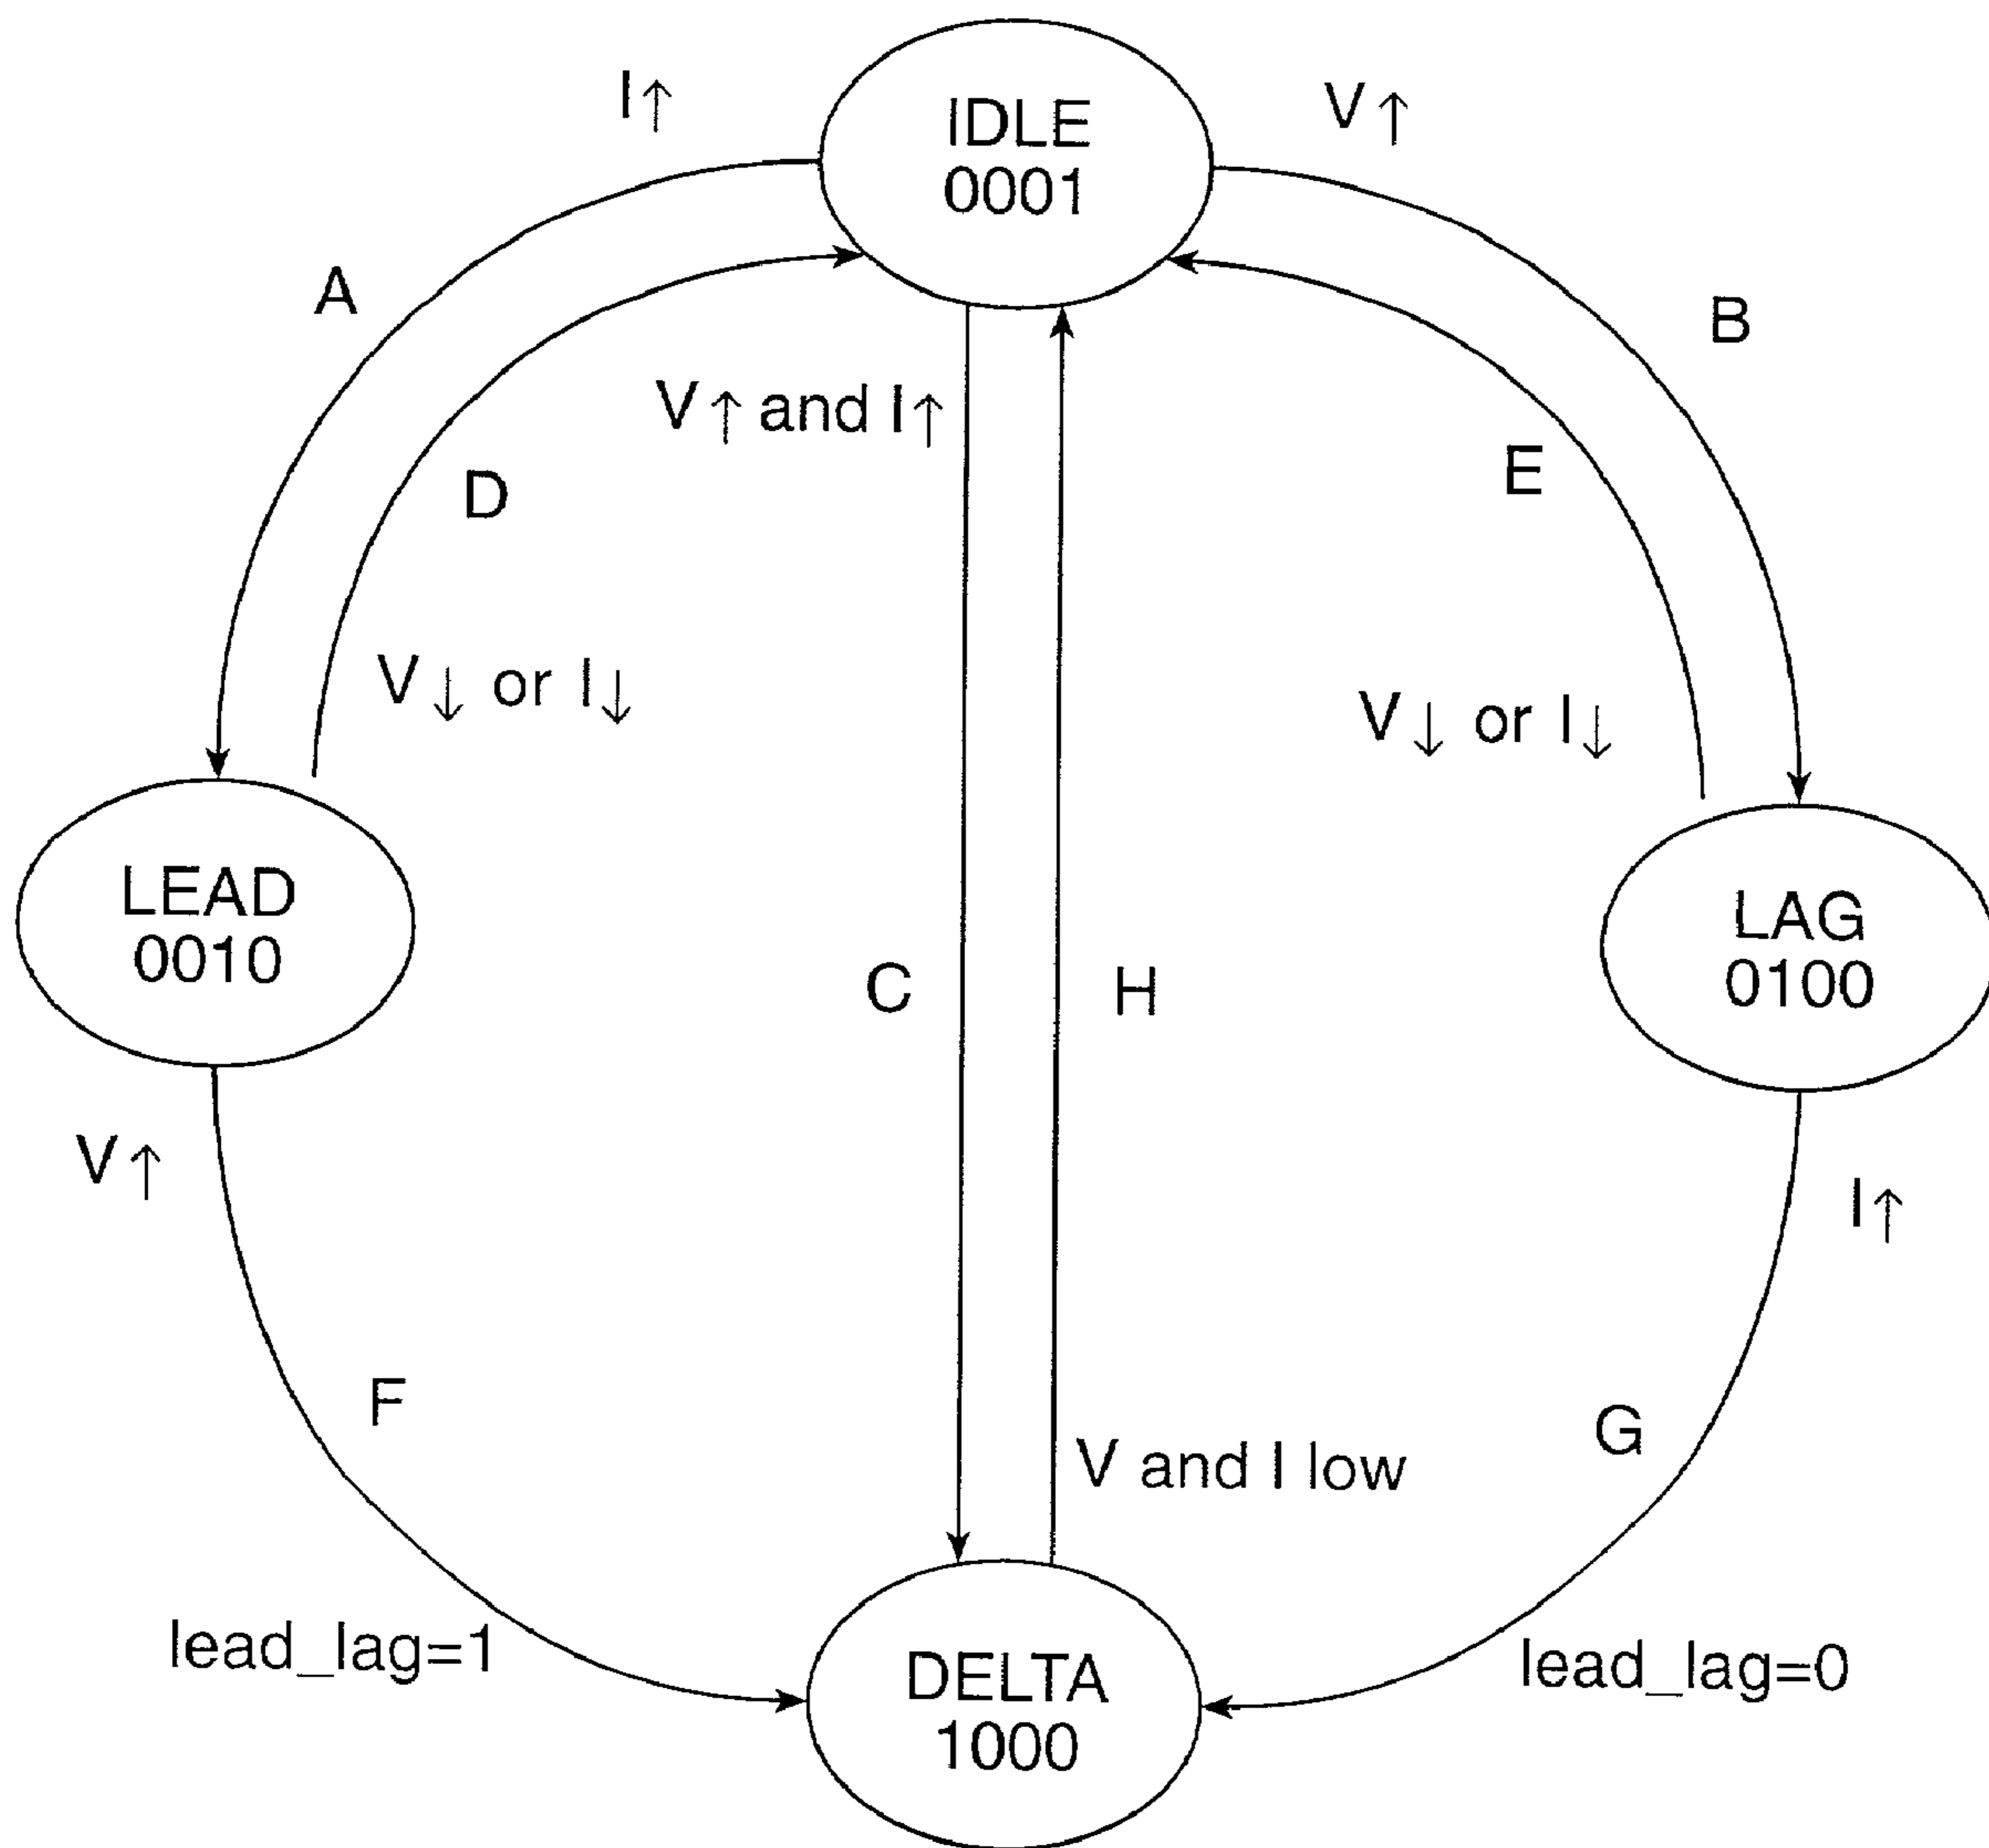 I↑
IDLE
0001
V↑
A
B
V↑ and I↑
D
E
V↓ or I↓
V↓ or I↓
LEAD
0010
LAG
0100
C
H
V↑
I↑
F
G
V and I low
lead_lag=1
lead_lag=0
DELTA
1000